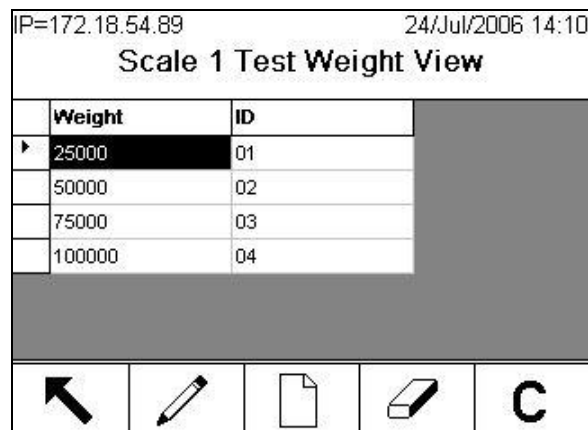 IP=172.18.54.89 24/Jul/2006 14:10
Scale 1 Test Weight View
Weight ID
25000 01
50000 02
75000 03
100000 04
C